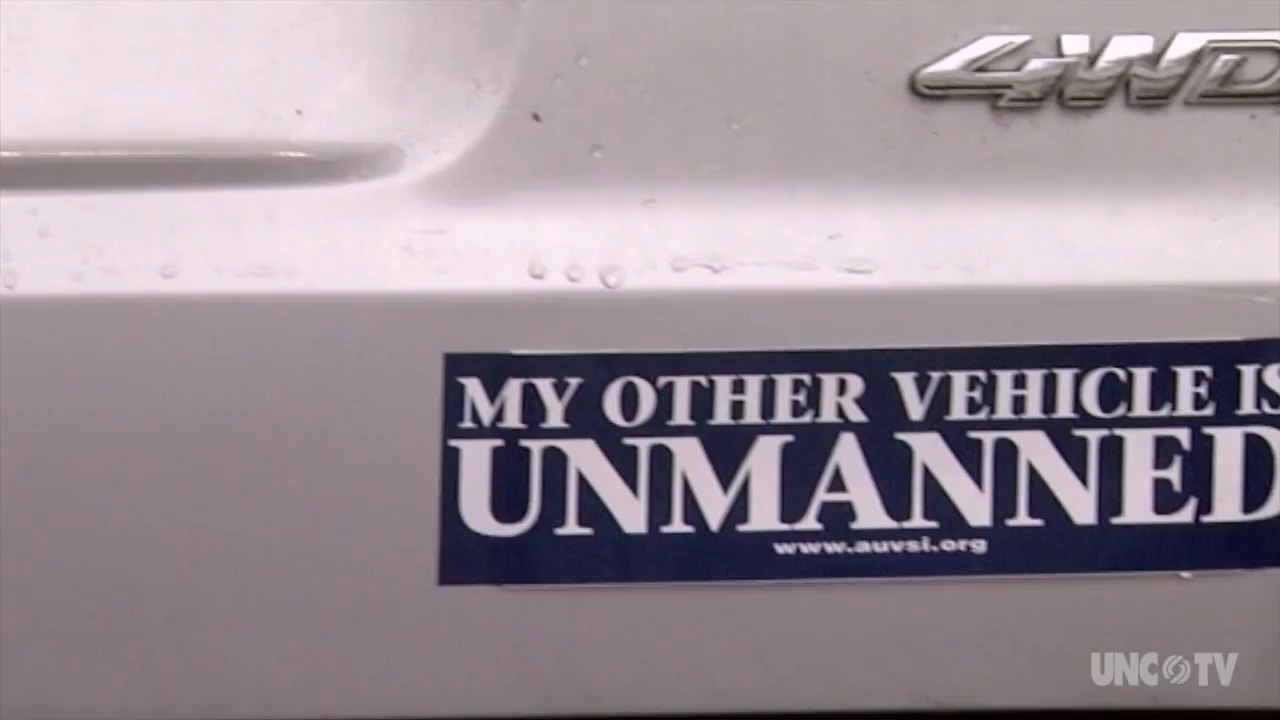 4WD
MY OTHER VEHICLE IS
UNMANNED
www.auvsi.org
UNC TV